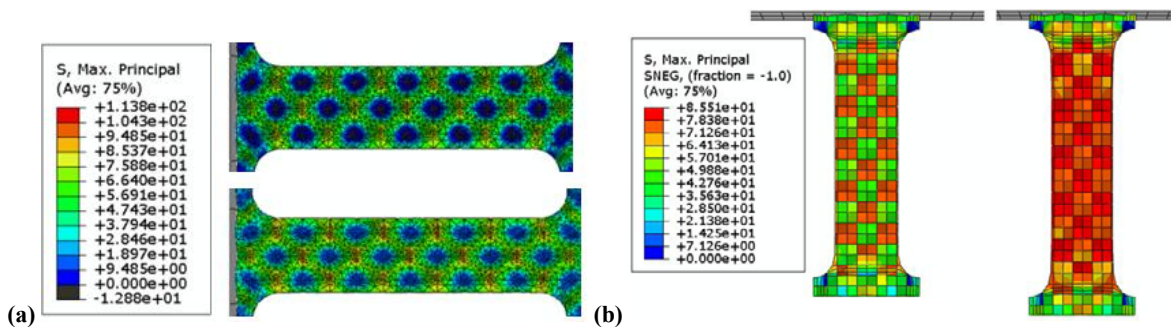 S, Max. Principal
(Avg: 75%)
+1.138e+02
+1.043e+02
+9.485e+01
+8.537e+01
+7.588e+01
+6.640e+01
+5.691e+01
+4.743e+01
+3.794e+01
+2.846e+01
+1.897e+01
+9.485e+00
+0.000e+00
-1.288e+01
(a)
S, Max. Principal
SNEG, (fraction = -1.0)
(Avg: 75%)
+8.551e+01
+7.838e+01
+7.126e+01
+6.413e+01
+5.701e+01
+4.988e+01
+4.276e+01
+3.563e+01
+2.850e+01
+2.138e+01
+1.425e+01
+7.126e+00
+0.000e+00
(b)